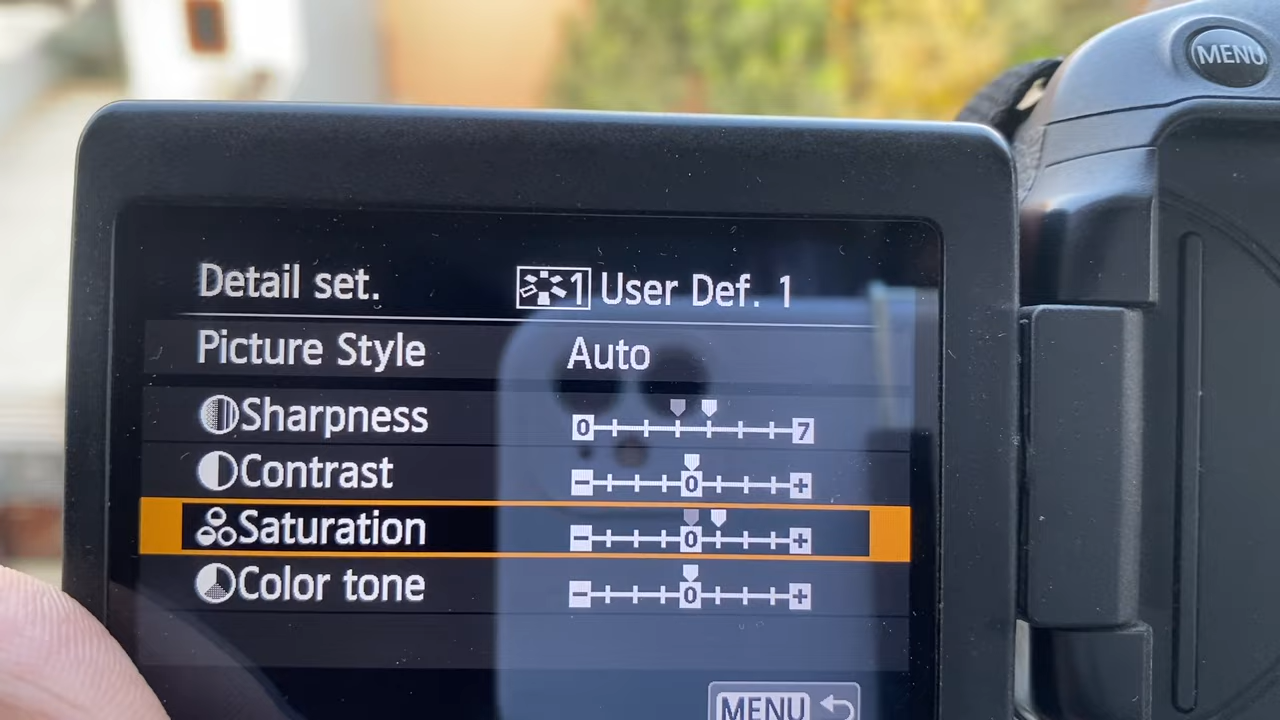 MENU
Detail set. 1 User Def. 1
Picture Style Auto
Sharpness 0 7
Contrast - 0 +
Saturation - 0 +
Color tone - 0 +
MENU